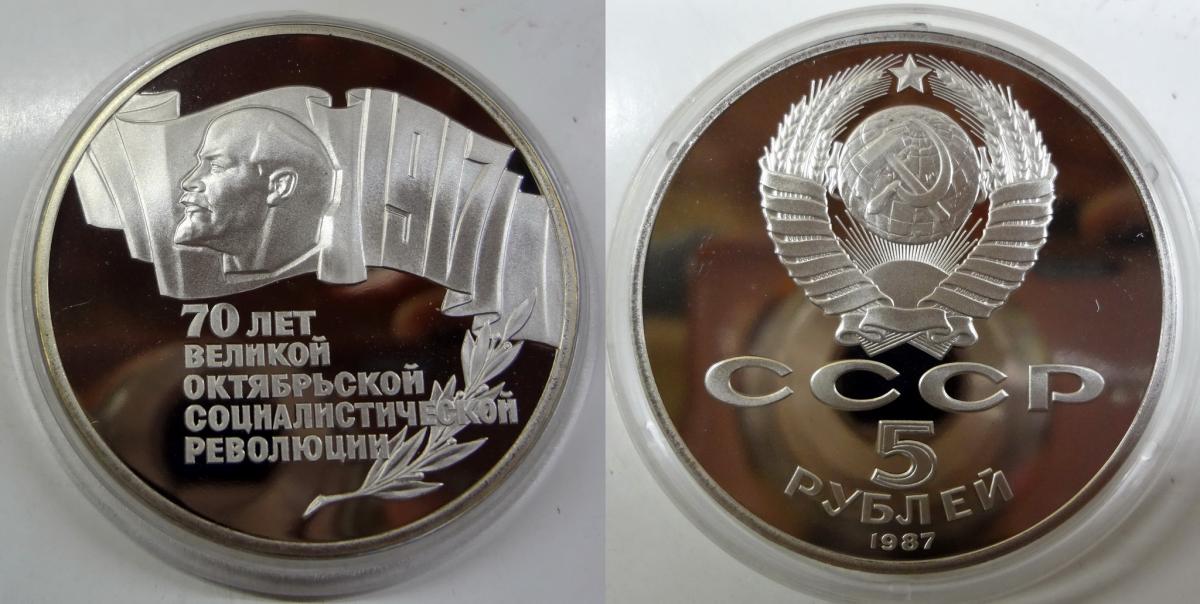 1917
70 ЛЕТ
ВЕЛИКОЙ
ОКТЯБРЬСКОЙ
СОЦИАЛИСТИЧЕСКОЙ
РЕВОЛЮЦИИ
СССР
5
РУБЛЕЙ
1987